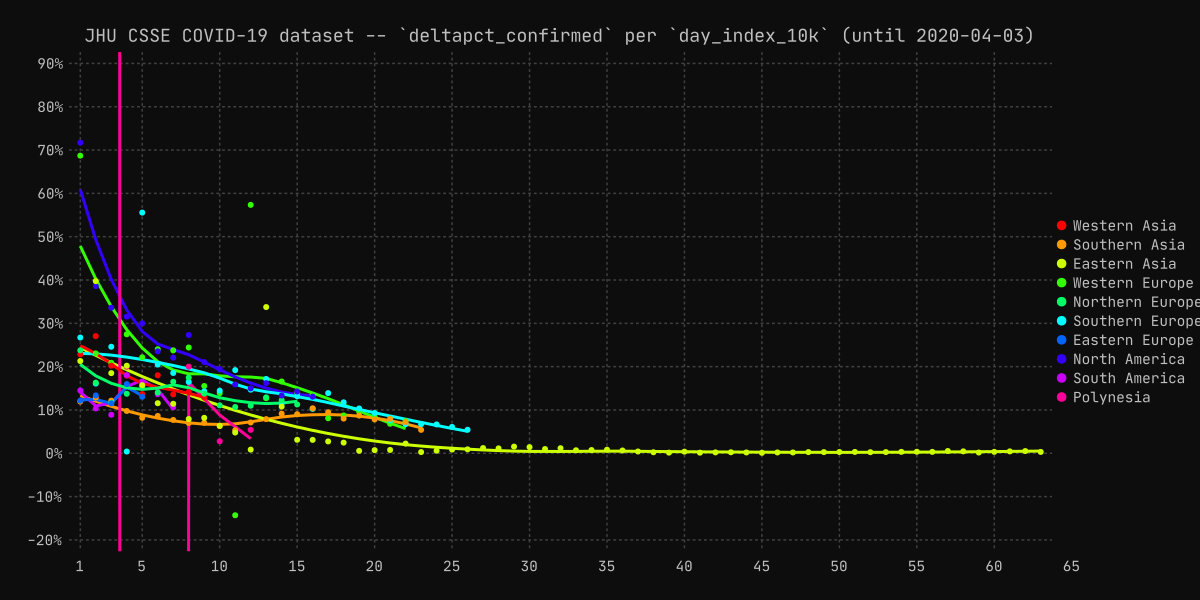 JHU CSSE COVID-19 dataset -- `deltapct_confirmed` per `day_index_10k` (until 2020-04-03)
90%
80%
70%
60%
50%
40%
30%
20%
10%
0%
-10%
-20%
1 5 10 15 20 25 30 35 40 45 50 55 60 65
Western Asia
Southern Asia
Eastern Asia
Western Europe
Northern Europe
Southern Europe
Eastern Europe
North America
South America
Polynesia